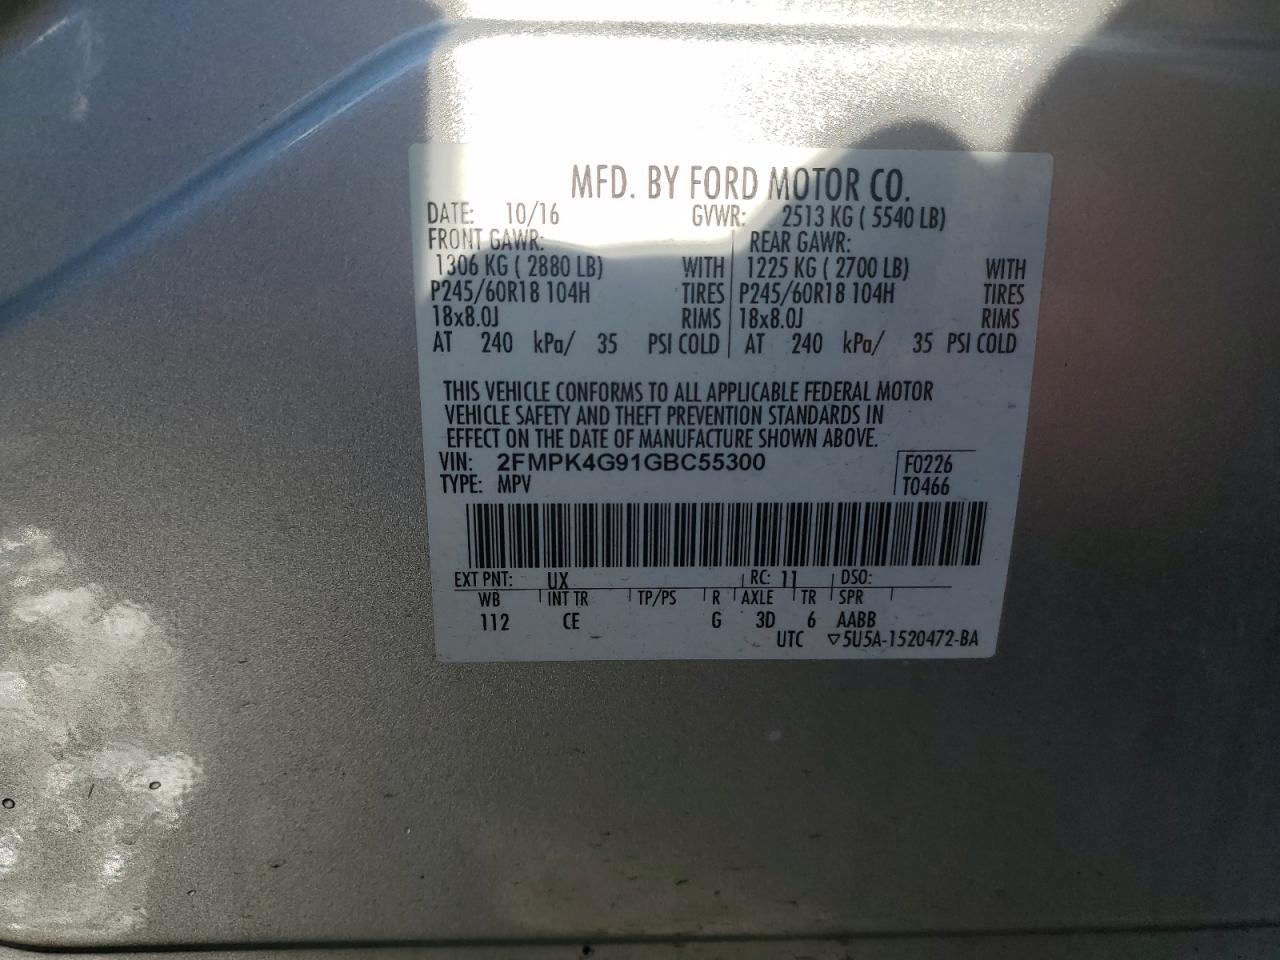 MFD. BY FORD MOTOR CO.
DATE: 10/16 GVWR: 2513 KG ( 5540 LB)
FRONT GAWR: REAR GAWR:
1306 KG ( 2880 LB) WITH 1225 KG ( 2700 LB) WITH
P245/60R18 104H TIRES P245/60R18 104H TIRES
18x8.0J RIMS 18x8.0J RIMS
AT 240 kPa/ 35 PSI COLD AT 240 kPa/ 35 PSI COLD
THIS VEHICLE CONFORMS TO ALL APPLICABLE FEDERAL MOTOR
VEHICLE SAFETY AND THEFT PREVENTION STANDARDS IN
EFFECT ON THE DATE OF MANUFACTURE SHOWN ABOVE.
VIN: 2FMPK4G91GBC55300 F0226
TYPE: MPV T0466
EXT PNT: UX RC: 11 DSO:
WB INT TR TP/PS R AXLE TR SPR
112 CE G 3D 6 AABB
UTC ▽5U5A-1520472-BA